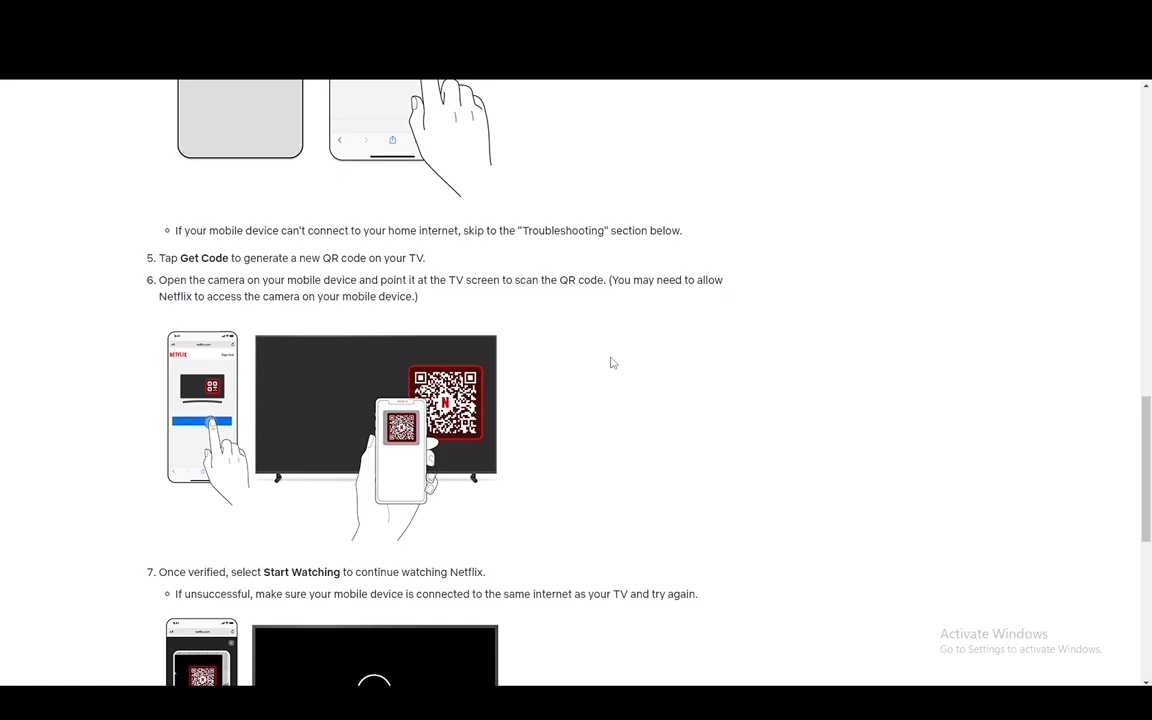 If your mobile device can't connect to your home internet, skip to the "Troubleshooting" section below.
5. Tap Get Code to generate a new QR code on your TV.
6. Open the camera on your mobile device and point it at the TV screen to scan the QR code. (You may need to allow
Netflix to access the camera on your mobile device.)
NETFLIX
Sign Out
N
7. Once verified, select Start Watching to continue watching Netflix.
If unsuccessful, make sure your mobile device is connected to the same internet as your TV and try again.
Activate Windows
Go to Settings to activate Windows.